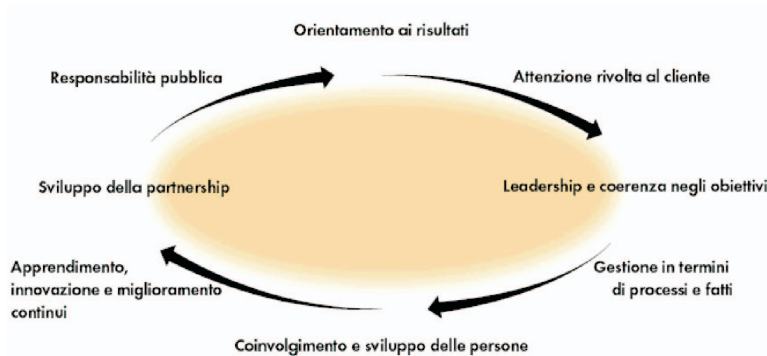 Orientamento ai risultati
Responsabilità pubblica
Attenzione rivolta al cliente
Sviluppo della partnership
Leadership e coerenza negli obiettivi
Apprendimento,
innovazione e miglioramento
continui
Gestione in termini
di processi e fatti
Coinvolgimento e sviluppo delle persone